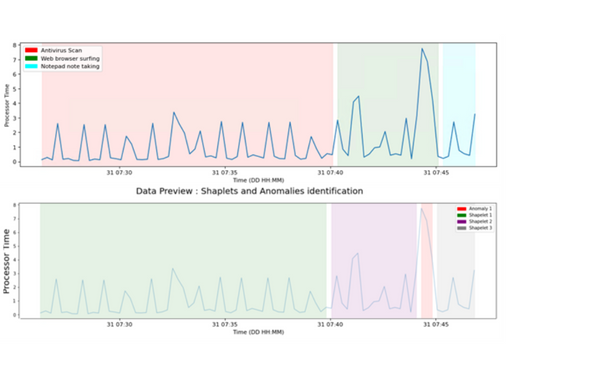 8
7
6
5
4
3
2
1
0
Processor Time
Antivirus Scan
Web browser surfing
Notepad note taking
31 07:30 31 07:35 31 07:40 31 07:45
Time (DD HH:MM)
Data Preview : Shaplets and Anomalies identification
8
7
6
5
4
3
2
1
0
Processor Time
Anomaly 1
Shapelet 1
Shapelet 2
Shapelet 3
31 07:30 31 07:35 31 07:40 31 07:45
Time (DD HH:MM)